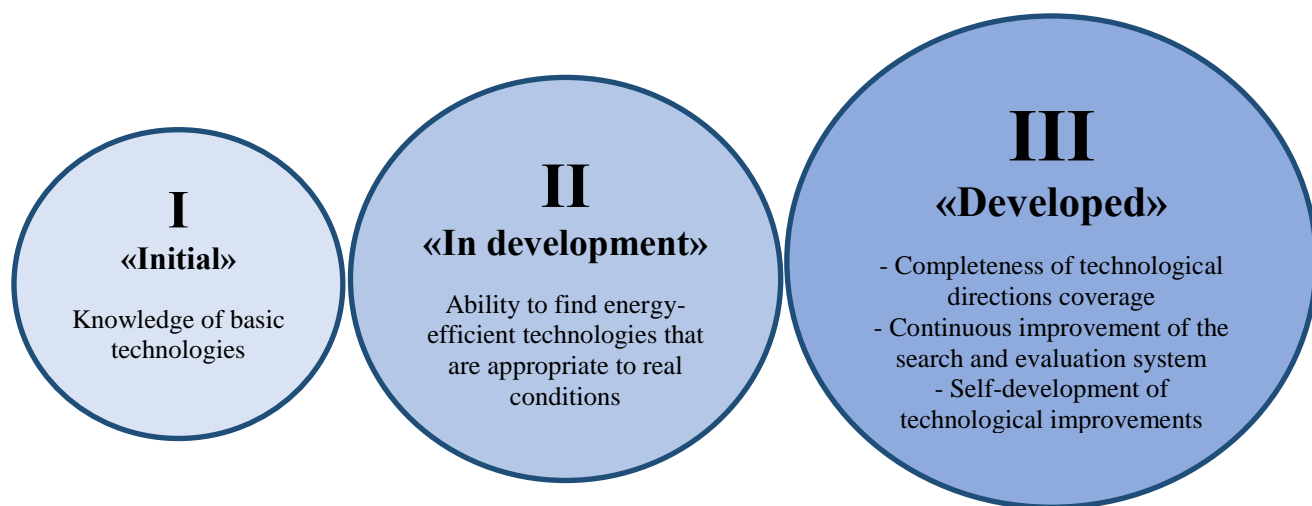 I
«Initial»
Knowledge of basic
technologies
II
«In development»
Ability to find energy-
efficient technologies that
are appropriate to real
conditions
III
«Developed»
- Completeness of technological
directions coverage
- Continuous improvement of the
search and evaluation system
- Self-development of
technological improvements